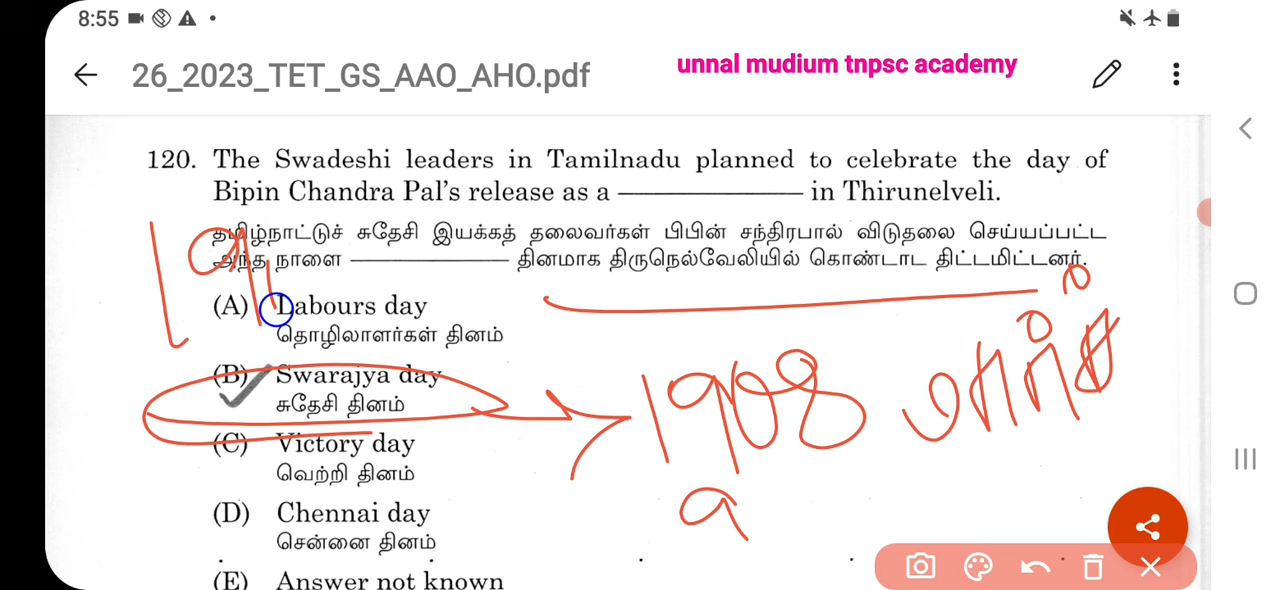 8:55
26_2023_TET_GS_AAO_AHO.pdf
unnal mudium tnpsc academy
120. The Swadeshi leaders in Tamilnadu planned to celebrate the day of
Bipin Chandra Pal's release as a ———— in Thirunelveli.
தமிழ்நாட்டுச் சுதேசி இயக்கத் தலைவர்கள் பிபின் சந்திரபால் விடுதலை செய்யப்பட்ட
அந்த நாளை ———— தினமாக திருநெல்வேலியில் கொண்டாட திட்டமிட்டனர்.
(A) Labours day
தொழிலாளர்கள் தினம்
(B) Swarajya day
சுதேசி தினம்
1908 மார்ச்
(C) Victory day
வெற்றி தினம்
9
(D) Chennai day
சென்னை தினம்
(E) Answer not known